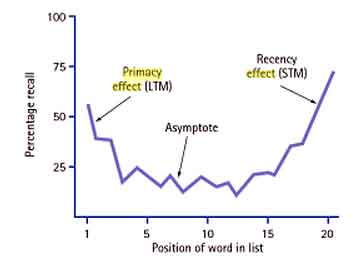 100
75
50
25
Percentage recall
Primacy
effect (LTM)
Asymptote
Recency
effect (STM)
1 5 10 15 20
Position of word in list